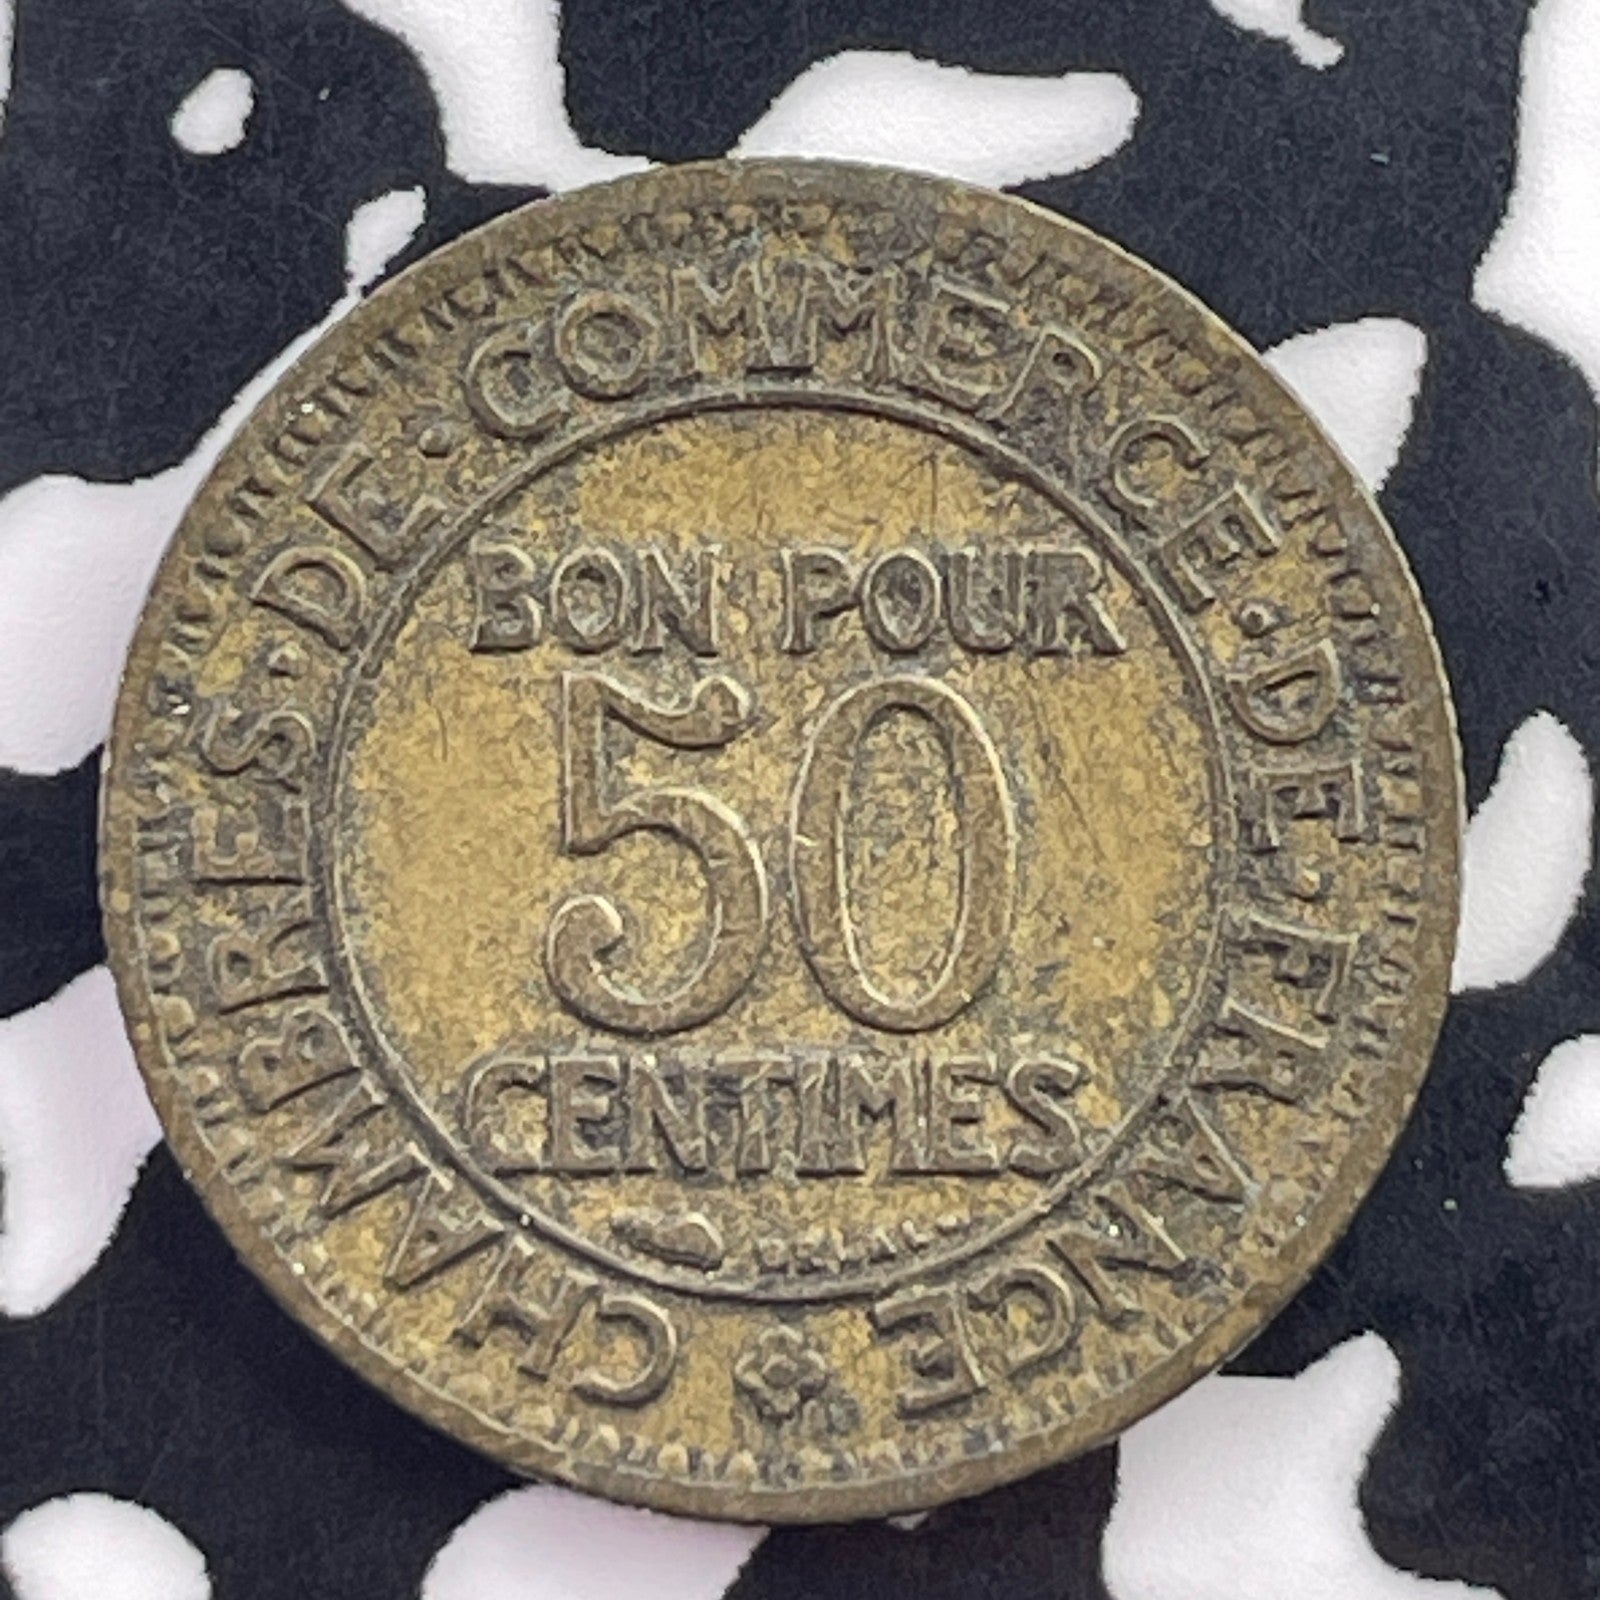 CHAMBRES·DE·COMMERCE·DE·FRANCE
BON POUR
50
CENTIMES